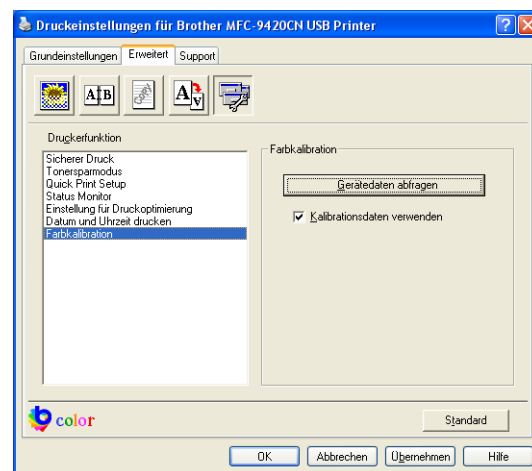 Druckeinstellungen für Brother MFC-9420CN USB Printer
Grundeinstellungen Erweitert Support
A B
A A
Druckerfunktion
Sicherer Druck
Tonersparmodus
Quick Print Setup
Status Monitor
Einstellung für Druckoptimierung
Datum und Uhrzeit drucken
Farbkalibration
Farbkalibration
Gerätedaten abfragen
Kalibrationsdaten verwenden
color
Standard
OK Abbrechen Übernehmen Hilfe